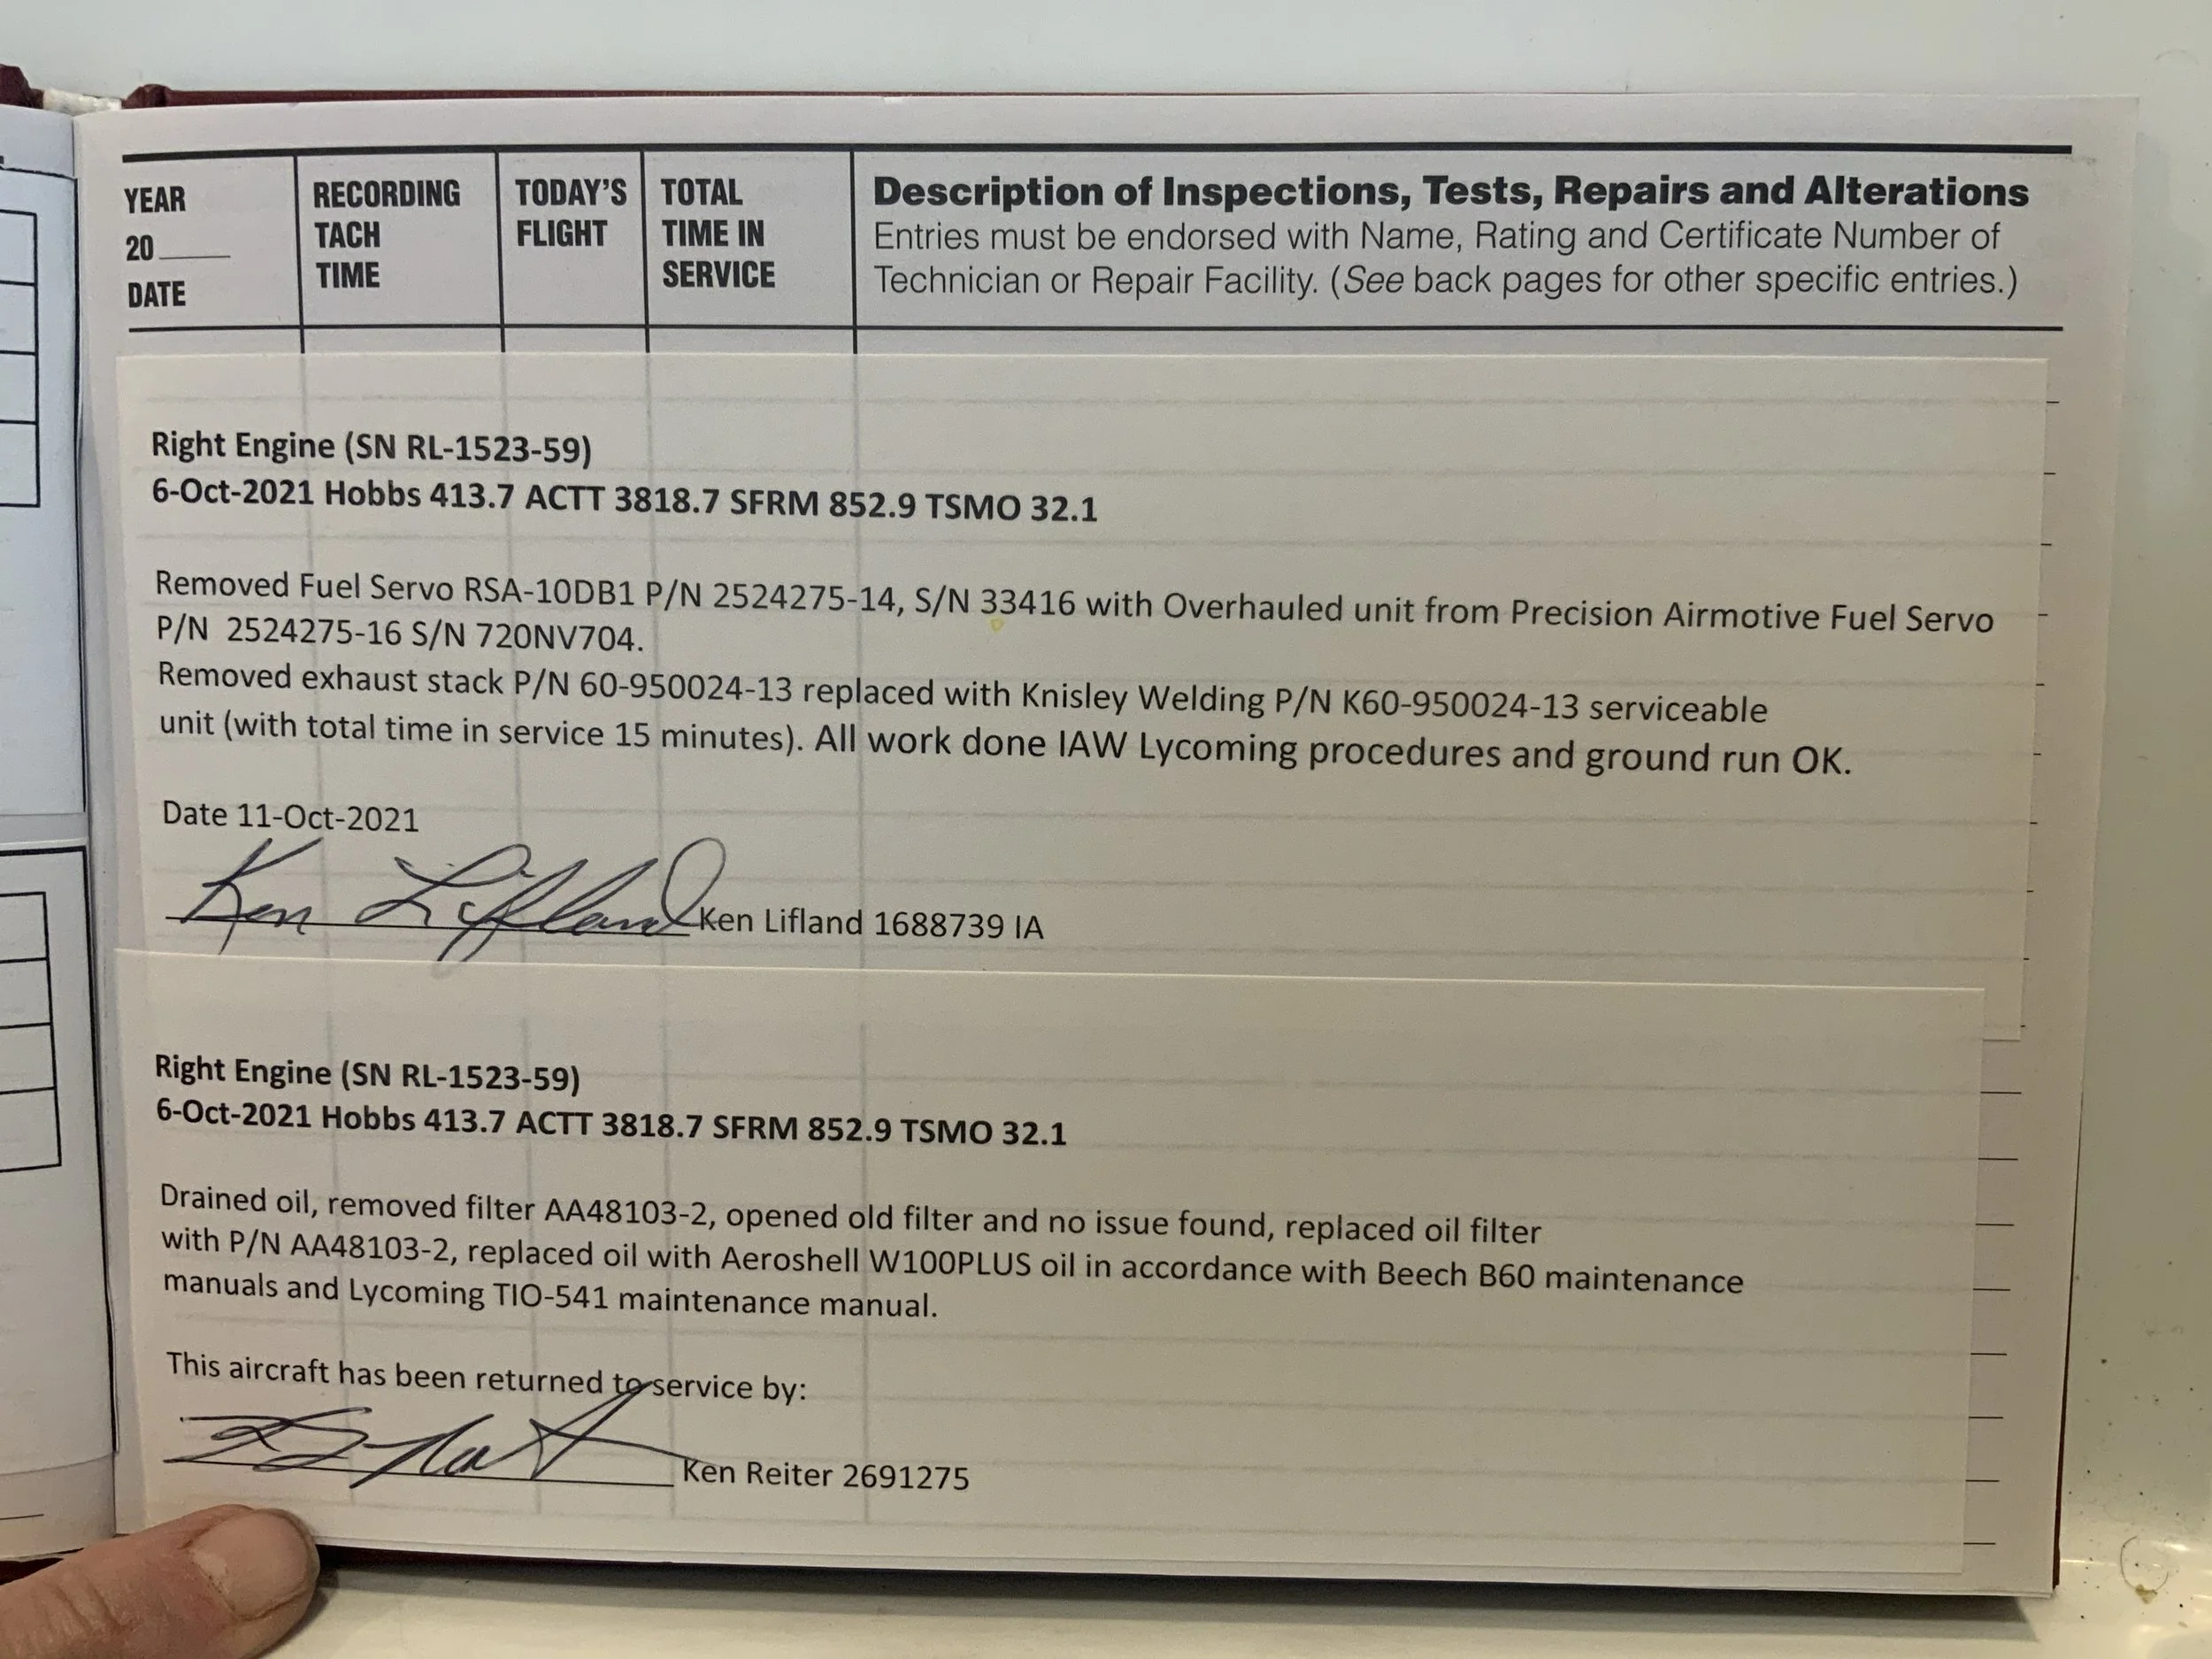 YEAR
20____
DATE
RECORDING
TACH
TIME
TODAY'S
FLIGHT
TOTAL
TIME IN
SERVICE
Description of Inspections, Tests, Repairs and Alterations
Entries must be endorsed with Name, Rating and Certificate Number of
Technician or Repair Facility. (See back pages for other specific entries.)
Right Engine (SN RL-1523-59)
6-Oct-2021 Hobbs 413.7 ACTT 3818.7 SFRM 852.9 TSMO 32.1
Removed Fuel Servo RSA-10DB1 P/N 2524275-14, S/N 33416 with Overhauled unit from Precision Airmotive Fuel Servo
P/N 2524275-16 S/N 720NV704.
Removed exhaust stack P/N 60-950024-13 replaced with Knisley Welding P/N K60-950024-13 serviceable
unit (with total time in service 15 minutes). All work done IAW Lycoming procedures and ground run OK.
Date 11-Oct-2021
Ken Lifland Ken Lifland 1688739 IA
Right Engine (SN RL-1523-59)
6-Oct-2021 Hobbs 413.7 ACTT 3818.7 SFRM 852.9 TSMO 32.1
Drained oil, removed filter AA48103-2, opened old filter and no issue found, replaced oil filter
with P/N AA48103-2, replaced oil with Aeroshell W100PLUS oil in accordance with Beech B60 maintenance
manuals and Lycoming TIO-541 maintenance manual.
This aircraft has been returned to service by:
Ken Reiter 2691275